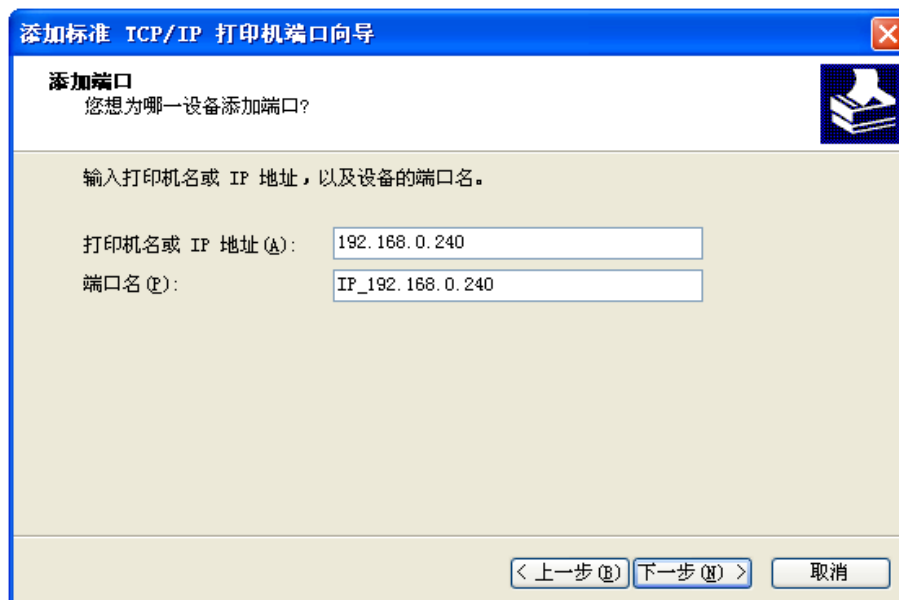 添加标准 TCP/IP 打印机端口向导
添加端口
您想为哪一设备添加端口?
输入打印机名或 IP 地址，以及设备的端口名。
打印机名或 IP 地址(A): 192.168.0.240
端口名(P): IP_192.168.0.240
< 上一步(B) 下一步(N) > 取消